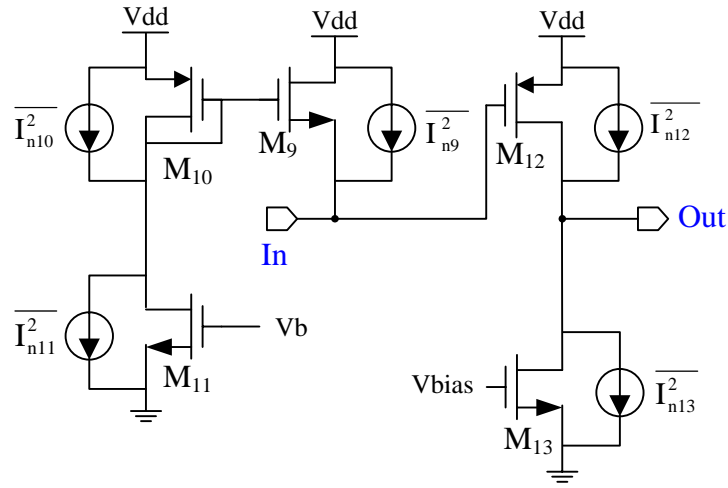 Vdd
Vdd
Vdd
I²n10
M10
M9
I²n9
M12
I²n12
In
Out
I²n11
M11
Vb
Vbias
M13
I²n13